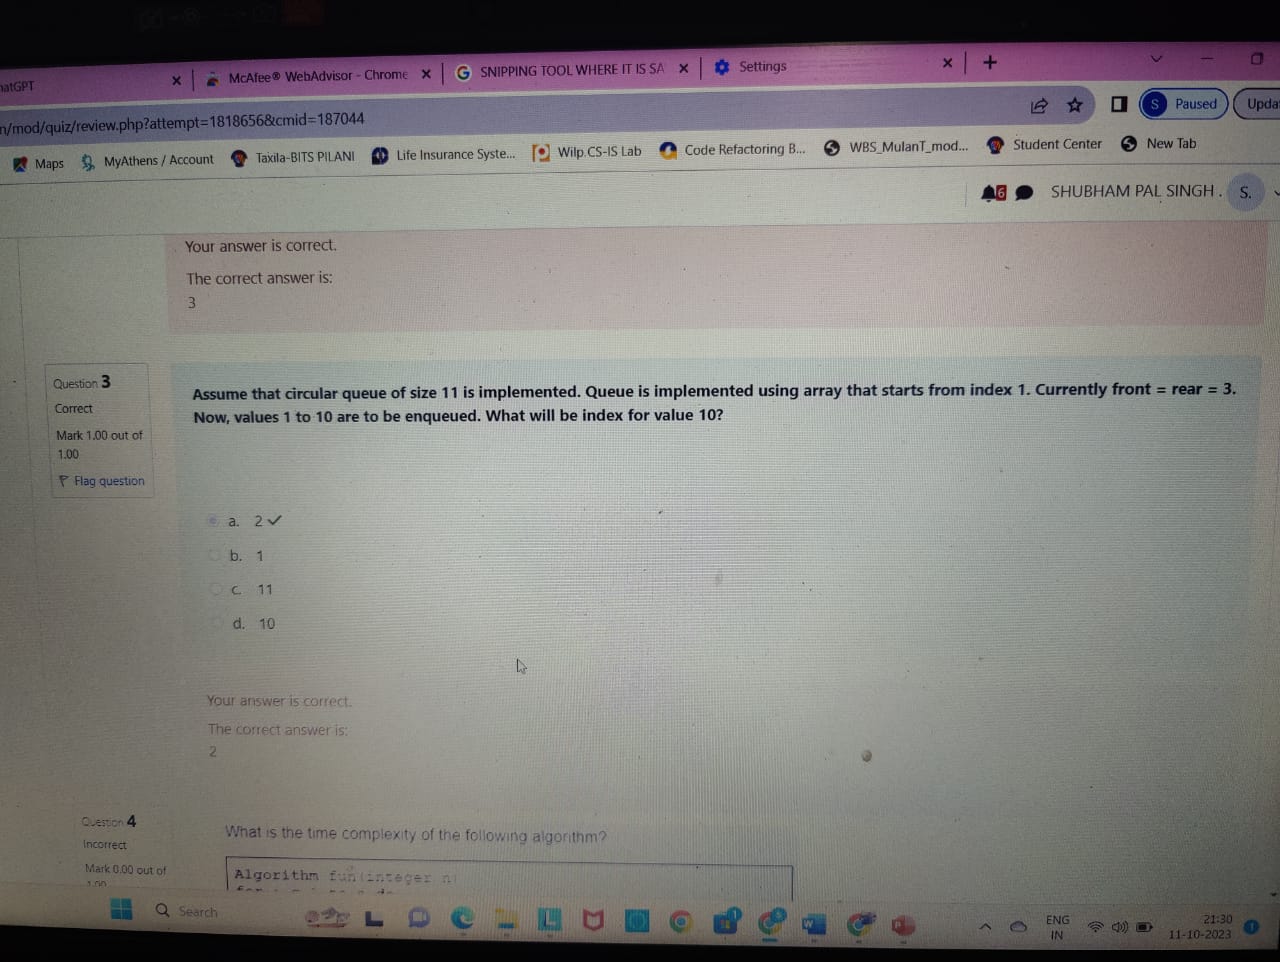 McAfee® WebAdvisor - Chrome
SNIPPING TOOL WHERE IT IS SA
Settings
n/mod/quiz/review.php?attempt=1818656&cmid=187044
S Paused
Maps
MyAthens / Account
Taxila-BITS PILANI
Life Insurance Syste...
Wilp.CS-IS Lab
Code Refactoring B...
WBS_MulanT_mod...
Student Center
New Tab
6
SHUBHAM PAL SINGH .
S.
Your answer is correct.
The correct answer is:
3
Question 3
Correct
Mark 1.00 out of
1.00
Flag question
Assume that circular queue of size 11 is implemented. Queue is implemented using array that starts from index 1. Currently front = rear = 3.
Now, values 1 to 10 are to be enqueued. What will be index for value 10?
a. 2
b. 1
c. 11
d. 10
Your answer is correct.
The correct answer is:
2
Question 4
Incorrect
Mark 0.00 out of
What is the time complexity of the following algorithm?
Algorithm fun(integer n)
Search
ENG
IN
21:30
11-10-2023